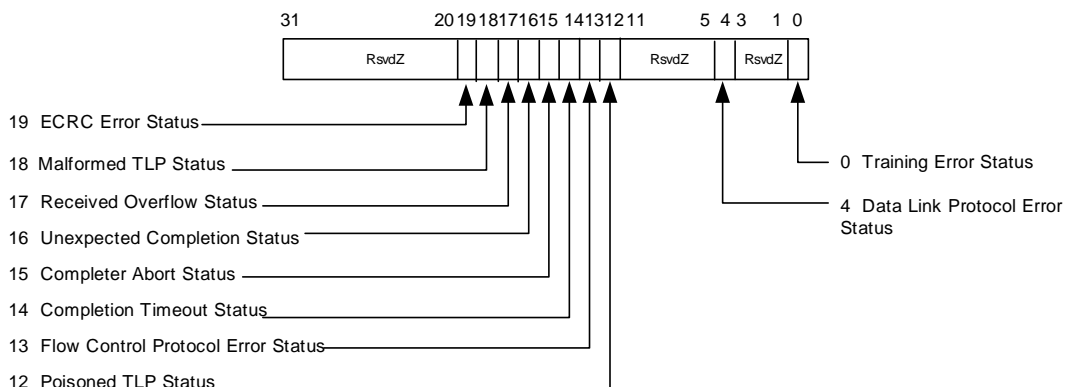 31 20 19 18 17 16 15 14 13 12 11 5 4 3 1 0
RsvdZ RsvdZ RsvdZ
19 ECRC Error Status
18 Malformed TLP Status
17 Received Overflow Status
16 Unexpected Completion Status
15 Completer Abort Status
14 Completion Timeout Status
13 Flow Control Protocol Error Status
12 Poisoned TLP Status
0 Training Error Status
4 Data Link Protocol Error
Status